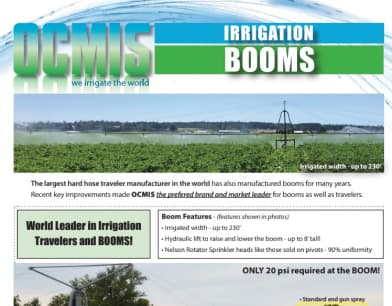 OCMIS
we irrigate the world
IRRIGATION
BOOMS
Irrigated width - up to 230'
The largest hard hose traveler manufacturer in the world has also manufactured booms for many years.
Recent key improvements made OCMIS the prefered brand and market leader for booms as well as travelers.
World Leader in Irrigation
Travelers and BOOMS!
Boom Features - (features shown in photos)
• Irrigated width - up to 230'
• Hydraulic lift to raise and lower the boom - up to 8' tall!
• Nelson Rotator Sprinkler heads like those sold on pivots - 90% uniformity
ONLY 20 psi required at the BOOM!
• Standard end gun spray